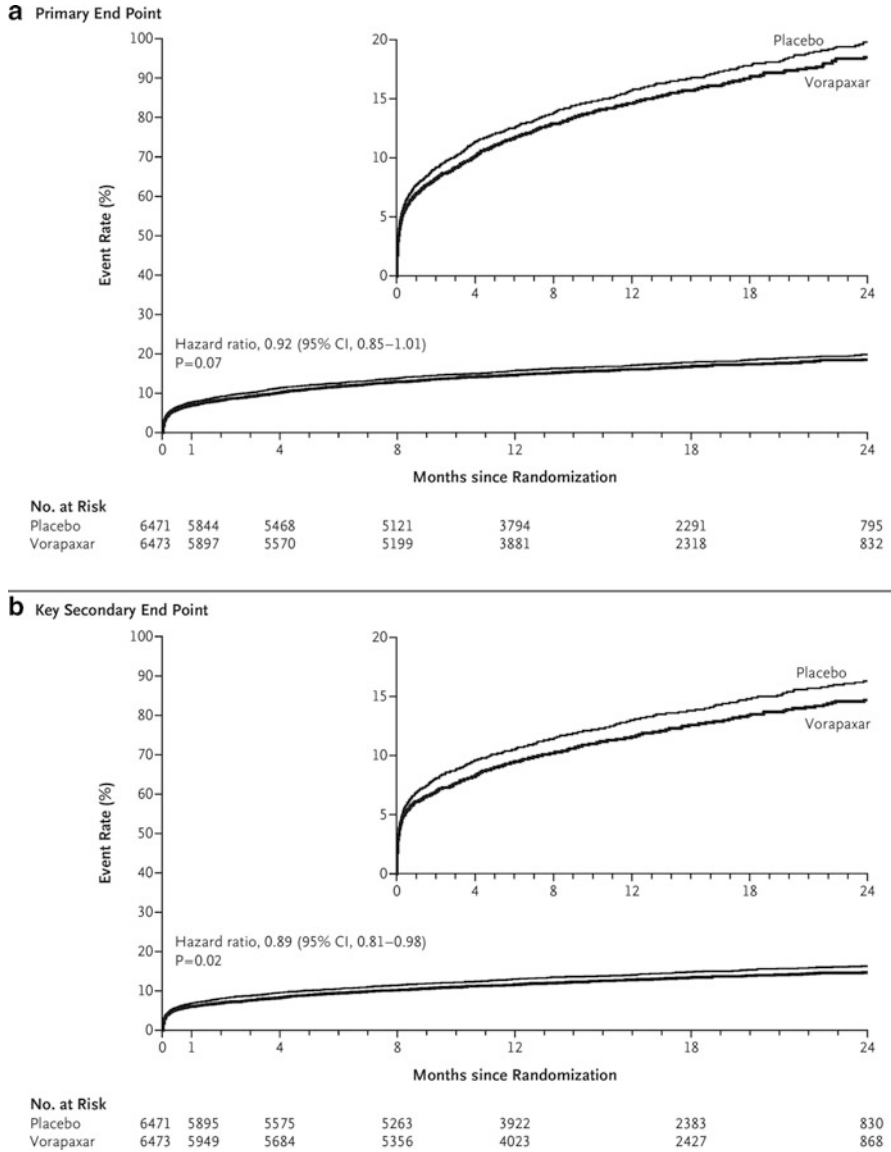 a Primary End Point
100
90
80
70
60
50
40
30
20
10
0
Event Rate (%)
20
15
10
5
0
Placebo
Vorapaxar
0 4 8 12 18 24
Hazard ratio, 0.92 (95% CI, 0.85–1.01)
P=0.07
0 1 4 8 12 18 24
Months since Randomization
No. at Risk
Placebo 6471 5844 5468 5121 3794 2291 795
Vorapaxar 6473 5897 5570 5199 3881 2318 832
b Key Secondary End Point
100
90
80
70
60
50
40
30
20
10
0
Event Rate (%)
20
15
10
5
0
Placebo
Vorapaxar
0 4 8 12 18 24
Hazard ratio, 0.89 (95% CI, 0.81–0.98)
P=0.02
0 1 4 8 12 18 24
Months since Randomization
No. at Risk
Placebo 6471 5895 5575 5263 3922 2383 830
Vorapaxar 6473 5949 5684 5356 4023 2427 868